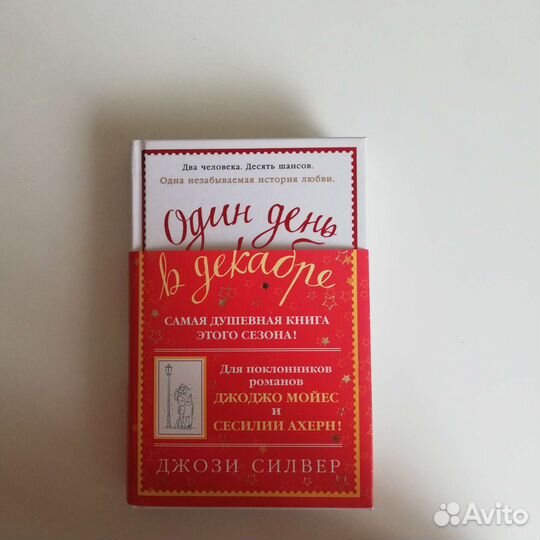 Два человека. Десять шансов.
Одна незабываемая история любви.
Один день
в декабре
САМАЯ ДУШЕВНАЯ КНИГА
ЭТОГО СЕЗОНА!
Для поклонников
романов
ДЖОДЖО МОЙЕС
и
СЕСИЛИИ АХЕРН!
ДЖОЗИ СИЛВЕР
Avito